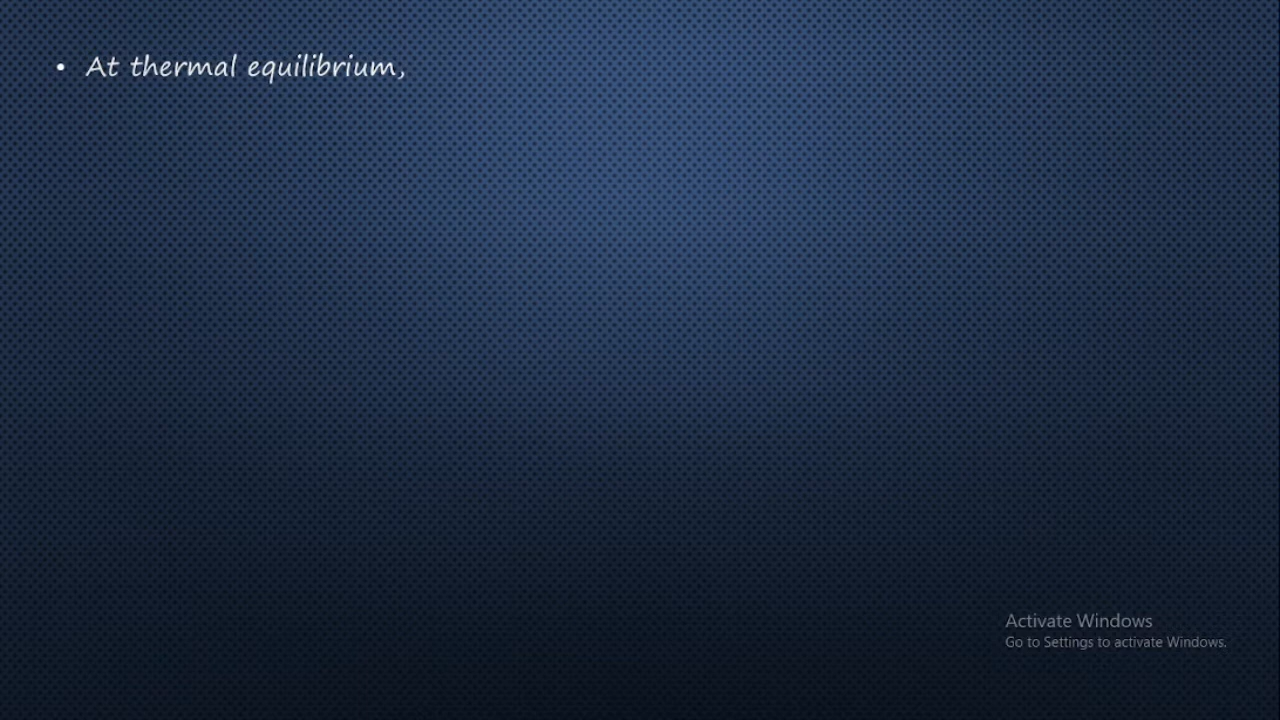 • At thermal equilibrium,
Activate Windows
Go to Settings to activate Windows.